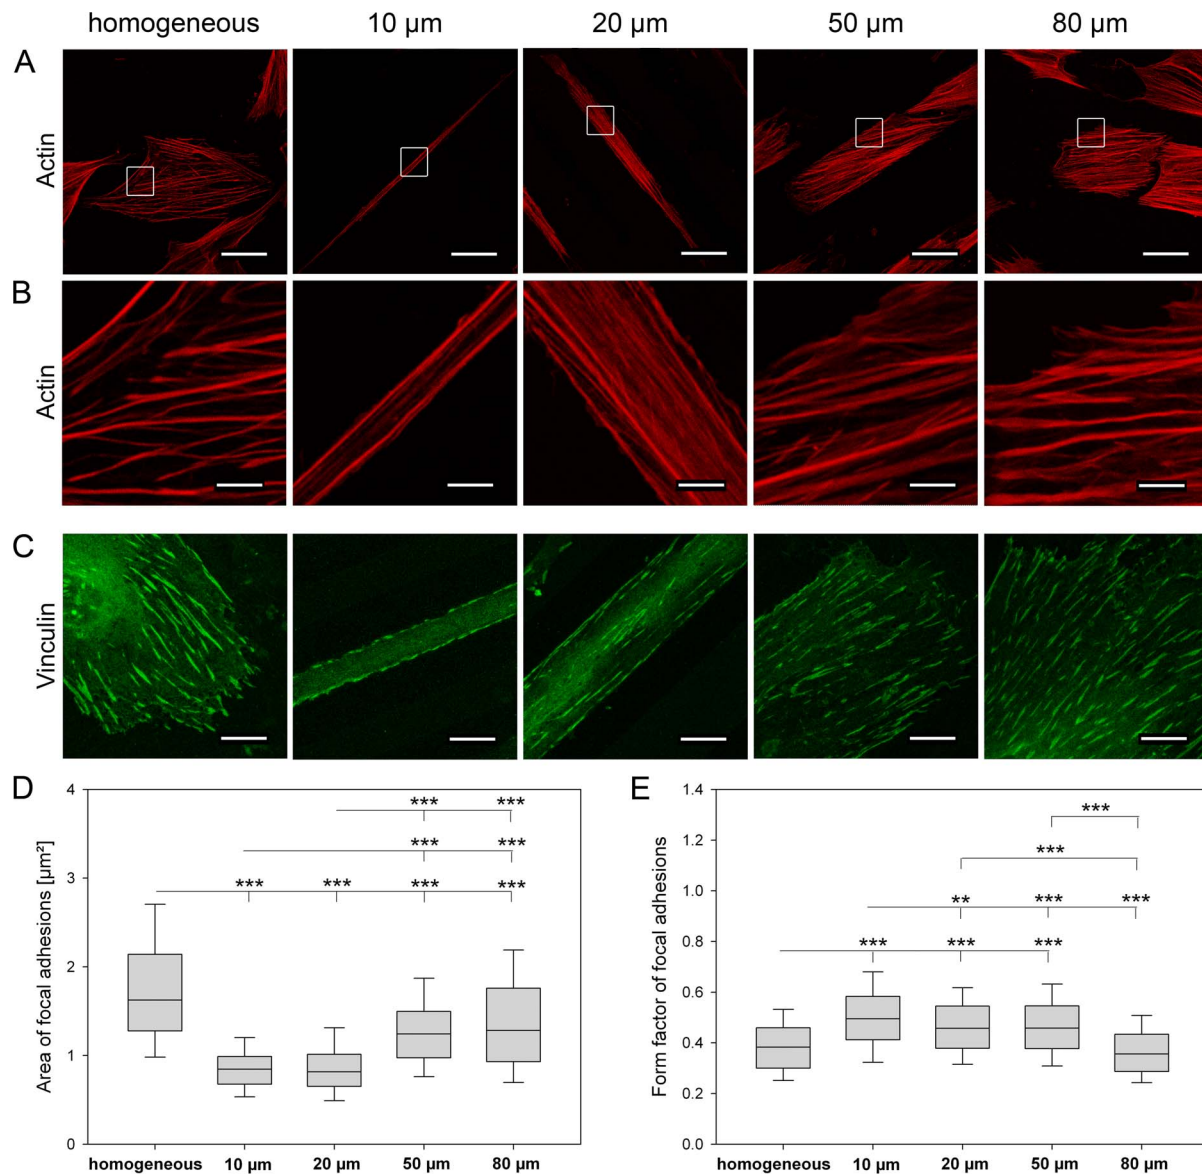 homogeneous 10 µm 20 µm 50 µm 80 µm
A
Actin
B
Actin
C
Vinculin
D
Area of focal adhesions [µm²]
4
3
2
1
0
*** ***
*** ***
*** *** *** ***
homogeneous 10 µm 20 µm 50 µm 80 µm
E
Form factor of focal adhesions
1.4
1.2
1.0
0.8
0.6
0.4
0.2
0.0
***
***
** *** ***
*** *** ***
homogeneous 10 µm 20 µm 50 µm 80 µm